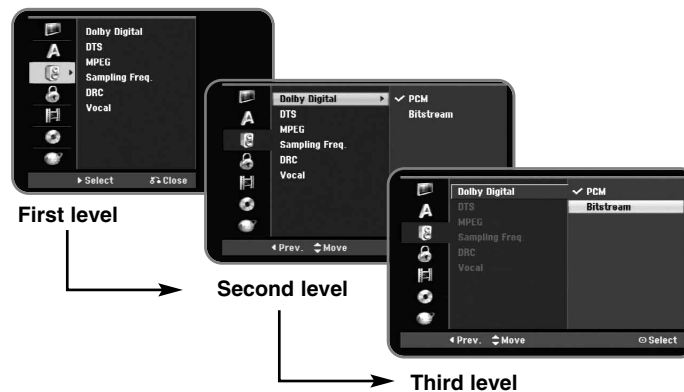 Dolby Digital
DTS
MPEG
Sampling Freq.
DRC
Vocal
A
Select
Close
First level
Dolby Digital
PCM
DTS
Bitstream
MPEG
Sampling Freq.
DRC
Vocal
A
Prev.
Move
Second level
Dolby Digital
PCM
DTS
Bitstream
MPEG
Sampling Freq.
DRC
Vocal
A
Prev.
Move
Select
Third level